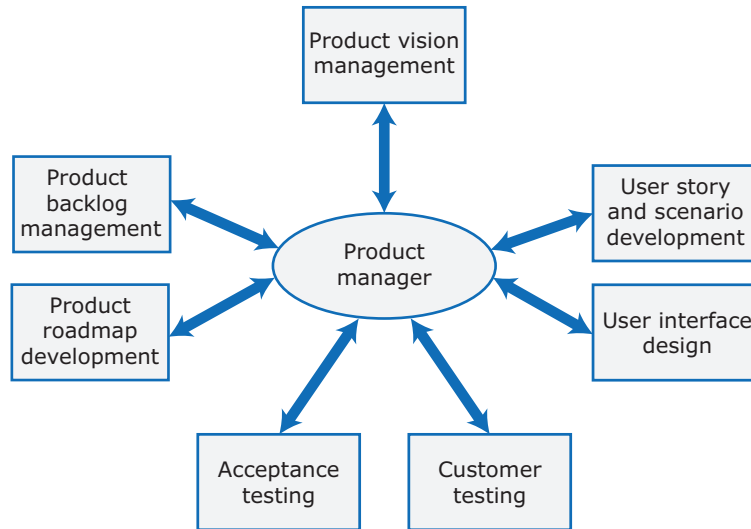 Product vision
management
Product
backlog
management
User story
and scenario
development
Product
manager
Product
roadmap
development
User interface
design
Acceptance
testing
Customer
testing